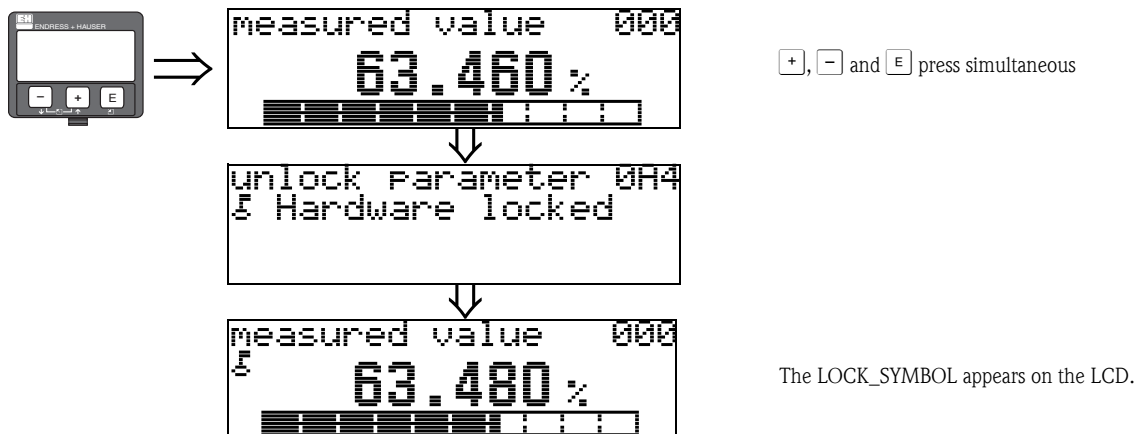 ENDRESS + HAUSER
- + E
measured value 000
63.460 %
+, - and E press simultaneous
unlock parameter 0A4
Hardware locked
measured value 000
63.480 %
The LOCK_SYMBOL appears on the LCD.